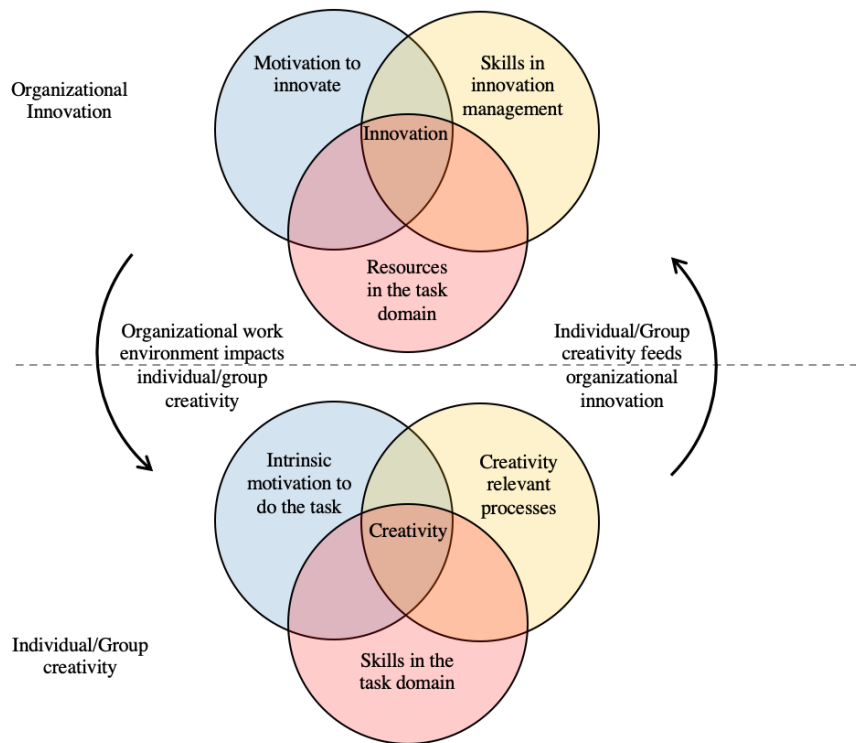 Organizational
Innovation
Motivation to
innovate
Skills in
innovation
management
Innovation
Resources
in the task
domain
Organizational work
environment impacts
individual/group
creativity
Individual/Group
creativity feeds
organizational
innovation
Intrinsic
motivation to
do the task
Creativity
relevant
processes
Creativity
Individual/Group
creativity
Skills in the
task domain